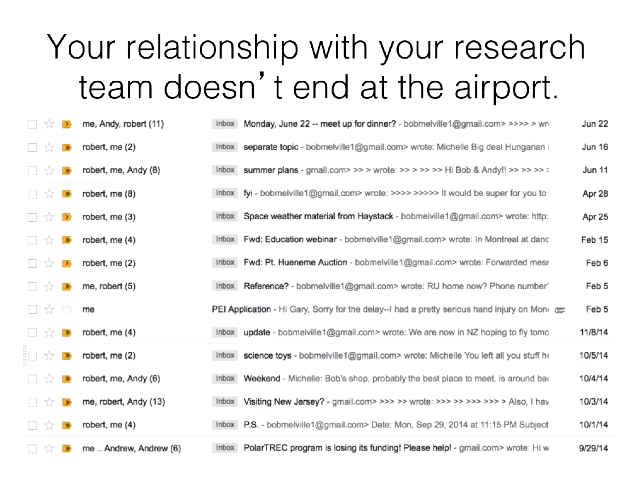 Your relationship with your research
team doesn't end at the airport.
me, Andy, robert (11) Inbox Monday, June 22 -- meet up for dinner? - bobmelville1@gmail.com> >>>> > wr Jun 22
robert, me (2) Inbox separate topic - bobmelville1@gmail.com> wrote: Michelle Big deal Hungarian Jun 16
robert, me, Andy (8) Inbox summer plans - gmail.com> >> > wrote: >> > >> >> Hi Bob & Andy!! >> >> >> Jun 11
robert, me (8) Inbox fyi - bobmelville1@gmail.com> wrote: >>>> >>>>> It would be super for you to Apr 28
robert, me (3) Inbox Space weather material from Haystack - bobmelville1@gmail.com> wrote: http: Apr 25
robert, me (4) Inbox Fwd: Education webinar - bobmelville1@gmail.com> wrote: In Montreal at danc Feb 15
robert, me (2) Inbox Fwd: Pt. Hueneme Auction - bobmelville1@gmail.com> wrote: Forwarded mess Feb 6
me, robert (5) Inbox Reference? - bobmelville1@gmail.com> wrote: RU home now? Phone number Feb 5
me PEI Application - Hi Gary, Sorry for the delay--I had a pretty serious hand injury on Mon Feb 5
robert, me (4) Inbox update - bobmelville1@gmail.com> wrote: We are now in NZ hoping to fly tomo 11/8/14
robert, me (2) Inbox science toys - bobmelville1@gmail.com> wrote: Michelle You left all you stuff he 10/5/14
robert, me, Andy (6) Inbox Weekend - Michelle: Bob's shop, probably the best place to meet, is around bac 10/4/14
me, robert, Andy (13) Inbox Visiting New Jersey? - gmail.com> >>> >> wrote: >>> >> >>> >> >>>>> > Also, I hav 10/3/14
robert, me (4) Inbox P.S. - bobmelville1@gmail.com> Date: Mon, Sep 29, 2014 at 11:15 PM Subject 10/1/14
me .. Andrew, Andrew (6) Inbox PolarTREC program is losing its funding! Please help! - gmail.com> wrote: Hi w 9/29/14